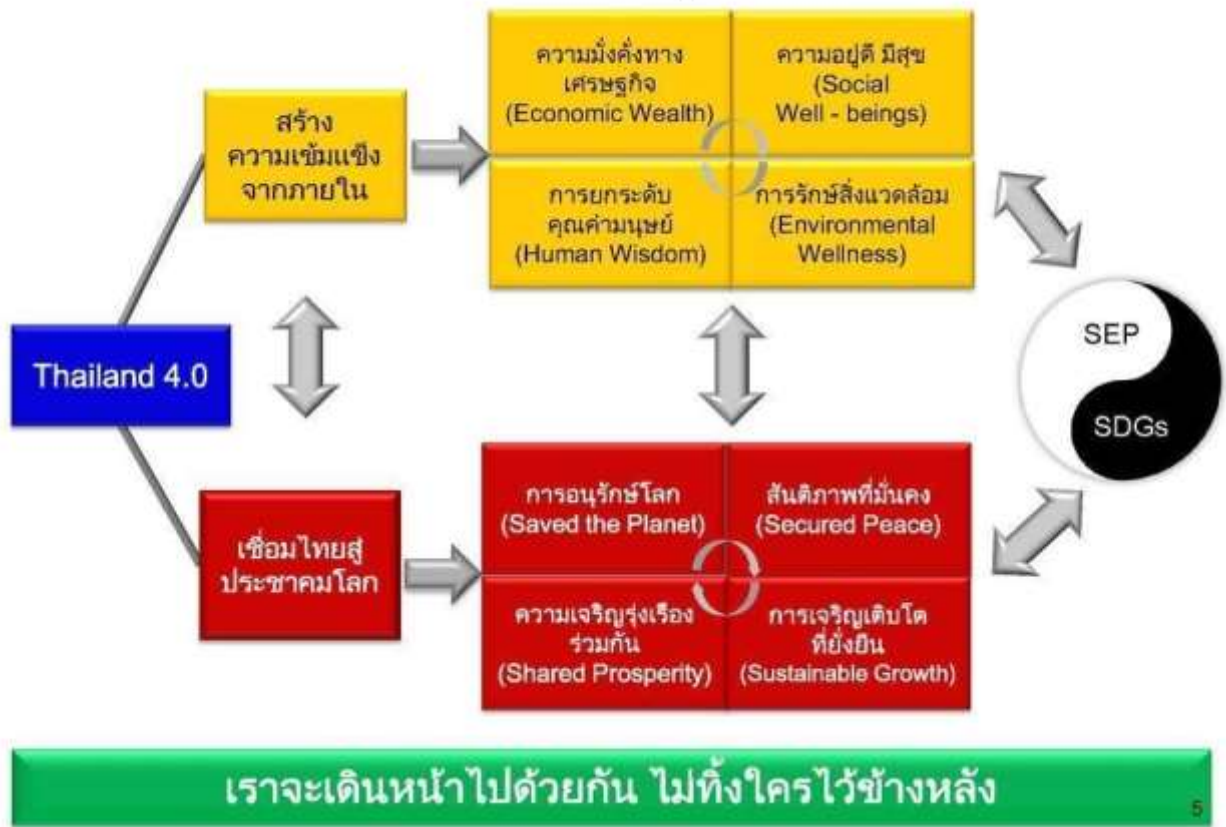 ความมั่งคั่งทาง
เศรษฐกิจ
(Economic Wealth)
ความอยู่ดี มีสุข
(Social
Well - beings)
สร้าง
ความเข้มแข็ง
จากภายใน
การยกระดับ
คุณค่ามนุษย์
(Human Wisdom)
การรักษ์สิ่งแวดล้อม
(Environmental
Wellness)
Thailand 4.0
SEP
SDGs
เชื่อมไทยสู่
ประชาคมโลก
การอนุรักษ์โลก
(Saved the Planet)
สันติภาพที่มั่นคง
(Secured Peace)
ความเจริญรุ่งเรือง
ร่วมกัน
(Shared Prosperity)
การเจริญเติบโต
ที่ยั่งยืน
(Sustainable Growth)
เราจะเดินหน้าไปด้วยกัน ไม่ทิ้งใครไว้ข้างหลัง
5